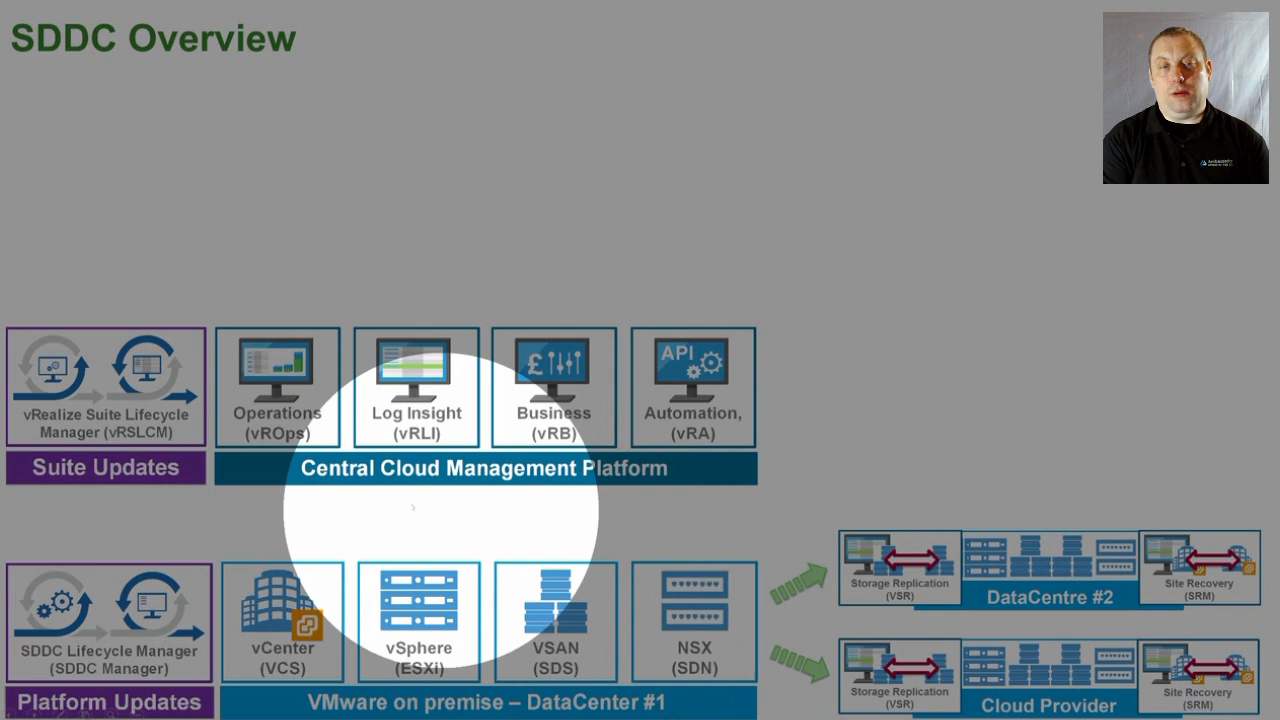 SDDC Overview
vRealize Suite Lifecycle
Manager (vRSLCM)
Suite Updates
Operations
(vROps)
Log Insight
(vRLI)
£
Business
(vRB)
API
Automation,
(vRA)
Central Cloud Management Platform
SDDC Lifecycle Manager
(SDDC Manager)
Platform Updates
vCenter
(VCS)
vSphere
(ESXi)
VSAN
(SDS)
NSX
(SDN)
VMware on premise – DataCenter #1
Storage Replication
(VSR)
DataCentre #2
Site Recovery
(SRM)
Storage Replication
(VSR)
Cloud Provider
Site Recovery
(SRM)